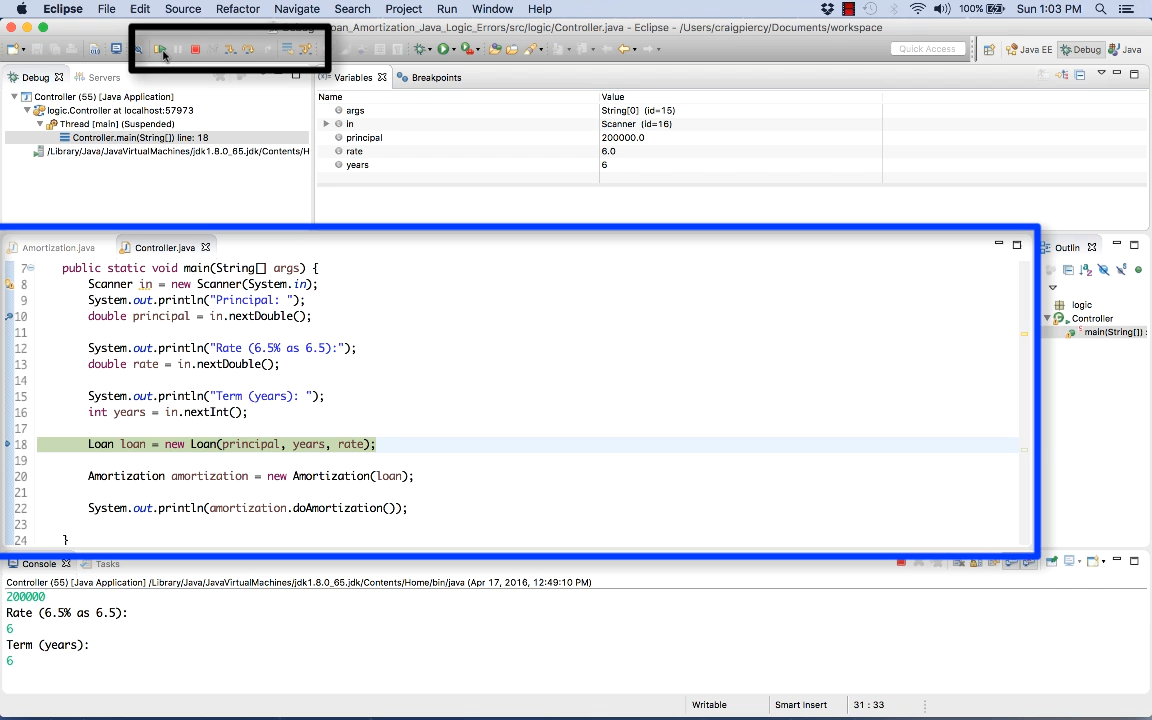 Eclipse File Edit Source Refactor Navigate Search Project Run Window Help 100% Sun 1:03 PM
oan_Amortization_Java_Logic_Errors/src/logic/Controller.java - Eclipse - /Users/craigpiercy/Documents/workspace
Quick Access Java EE Debug Java
Debug Servers
Controller (55) [Java Application]
logic.Controller at localhost:57973
Thread [main] (Suspended)
Controller.main(String[]) line: 18
/Library/Java/JavaVirtualMachines/jdk1.8.0_65.jdk/Contents/H
Variables Breakpoints
Name Value
args String[0] (id=15)
in Scanner (id=16)
principal 200000.0
rate 6.0
years 6
Amortization.java Controller.java
7 public static void main(String[] args) {
8 Scanner in = new Scanner(System.in);
9 System.out.println("Principal: ");
10 double principal = in.nextDouble();
11
12 System.out.println("Rate (6.5% as 6.5):");
13 double rate = in.nextDouble();
14
15 System.out.println("Term (years): ");
16 int years = in.nextInt();
17
18 Loan loan = new Loan(principal, years, rate);
19
20 Amortization amortization = new Amortization(loan);
21
22 System.out.println(amortization.doAmortization());
23
24 }
Outlin
logic
Controller
main(String[]) :
Console Tasks
Controller (55) [Java Application] /Library/Java/JavaVirtualMachines/jdk1.8.0_65.jdk/Contents/Home/bin/java (Apr 17, 2016, 12:49:10 PM)
200000
Rate (6.5% as 6.5):
6
Term (years):
6
Writable Smart Insert 31 : 33